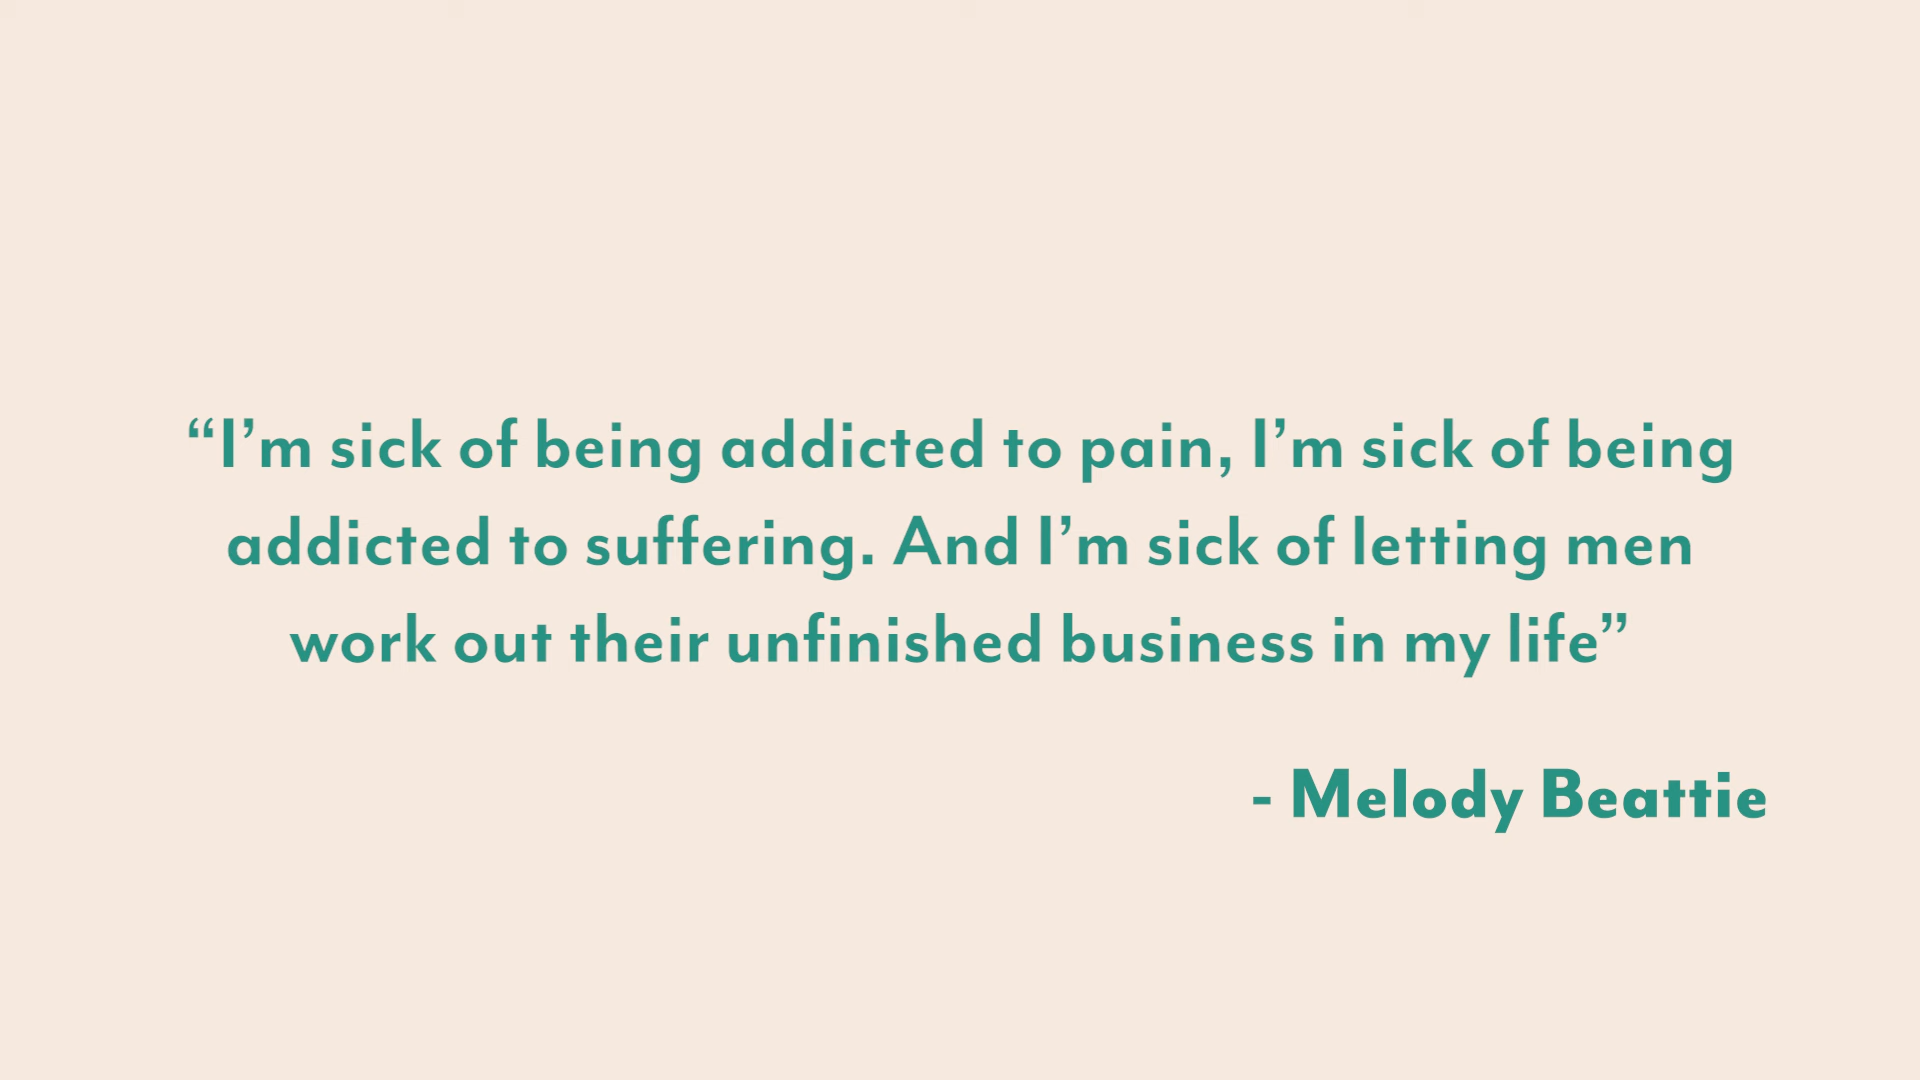 “I’m sick of being addicted to pain, I’m sick of being
addicted to suffering. And I’m sick of letting men
work out their unfinished business in my life”
- Melody Beattie